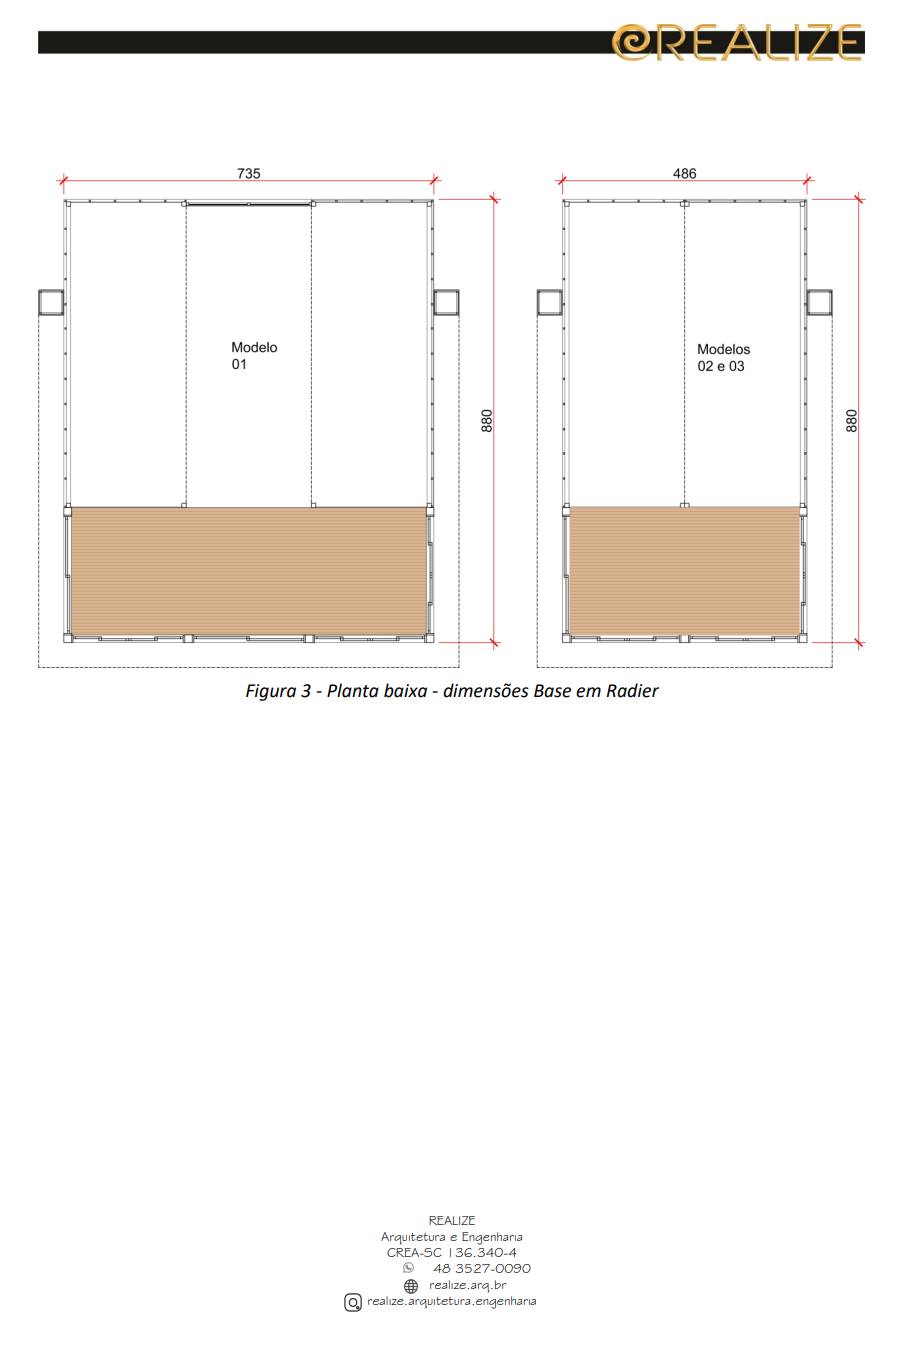 REALIZE
735
486
Modelo
01
880
Modelos
02 e 03
880
Figura 3 - Planta baixa - dimensões Base em Radier
REALIZE
Arquitetura e Engenharia
CREA-SC 136.340-4
48 3527-0090
realize.arq.br
realize.arquitetura.engenharia